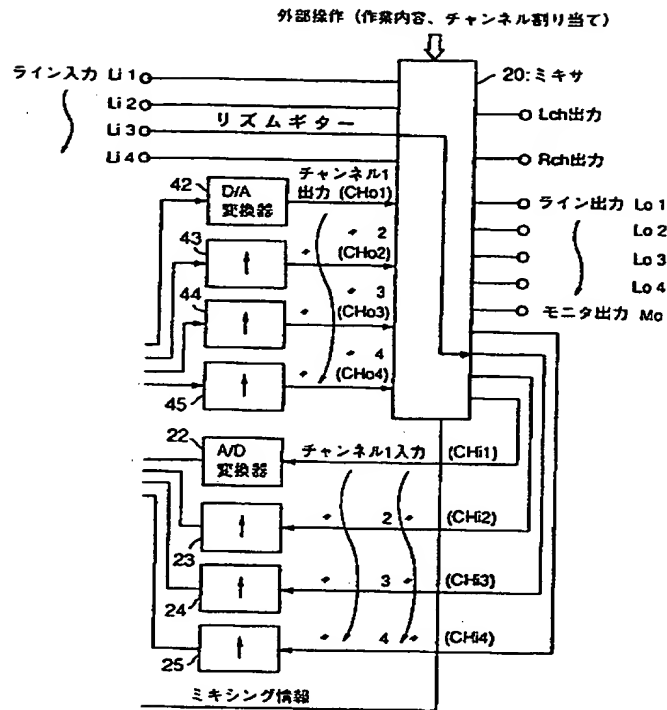 外部操作 (作業内容、チャンネル割り当て)
20:ミキサ
ライン入力 Li 1
Li 2
Li 3
Li 4
リズムギター
Lch出力
Rch出力
ライン出力 Lo 1
Lo 2
Lo 3
Lo 4
モニタ出力 Mo
42
D/A
変換器
チャンネル1
出力 (CHo1)
43
〃 2
〃 (CHo2)
44
〃 3
〃 (CHo3)
45
〃 4
〃 (CHo4)
22
A/D
変換器
チャンネル1入力 (CHi1)
23
〃 2 〃 (CHi2)
24
〃 3 〃 (CHi3)
25
〃 4 〃 (CHi4)
ミキシング情報